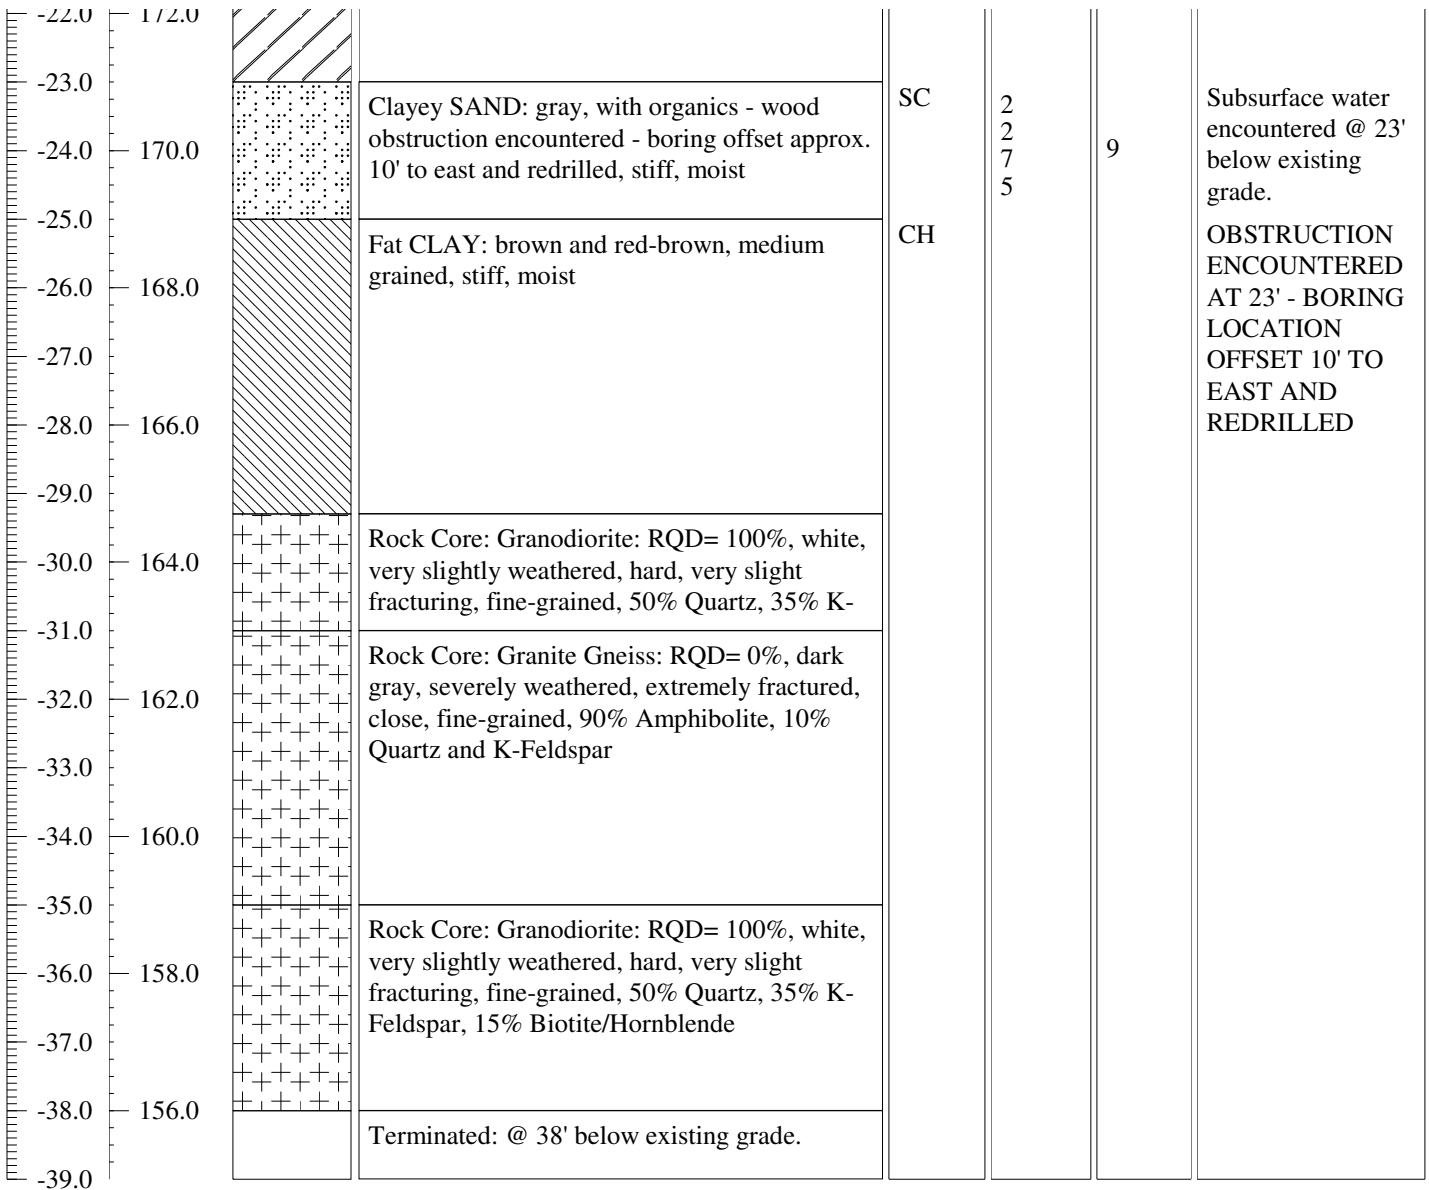 -22.0 172.0
-23.0
Clayey SAND: gray, with organics - wood
obstruction encountered - boring offset approx.
10' to east and redrilled, stiff, moist
SC
2
2
7
5
9
Subsurface water
encountered @ 23'
below existing
grade.
-24.0 170.0
-25.0
Fat CLAY: brown and red-brown, medium
grained, stiff, moist
CH
OBSTRUCTION
ENCOUNTERED
AT 23' - BORING
LOCATION
OFFSET 10' TO
EAST AND
REDRILLED
-26.0 168.0
-27.0
-28.0 166.0
-29.0
Rock Core: Granodiorite: RQD= 100%, white,
very slightly weathered, hard, very slight
fracturing, fine-grained, 50% Quartz, 35% K-
-30.0 164.0
-31.0
Rock Core: Granite Gneiss: RQD= 0%, dark
gray, severely weathered, extremely fractured,
close, fine-grained, 90% Amphibolite, 10%
Quartz and K-Feldspar
-32.0 162.0
-33.0
-34.0 160.0
-35.0
Rock Core: Granodiorite: RQD= 100%, white,
very slightly weathered, hard, very slight
fracturing, fine-grained, 50% Quartz, 35% K-
Feldspar, 15% Biotite/Hornblende
-36.0 158.0
-37.0
-38.0 156.0
Terminated: @ 38' below existing grade.
-39.0